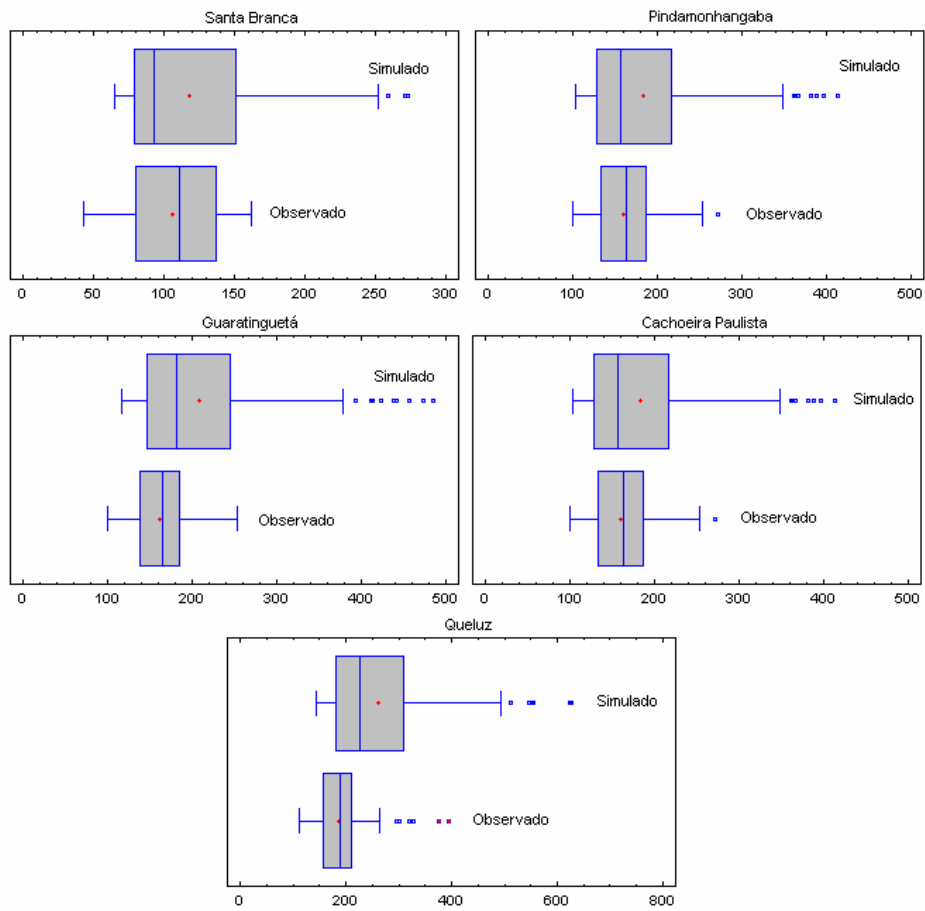 Santa Branca
Simulado
Observado
0 50 100 150 200 250 300
Pindamonhangaba
Simulado
Observado
0 100 200 300 400 500
Guaratinguetá
Simulado
Observado
0 100 200 300 400 500
Cachoeira Paulista
Simulado
Observado
0 100 200 300 400 500
Queluz
Simulado
Observado
0 200 400 600 800